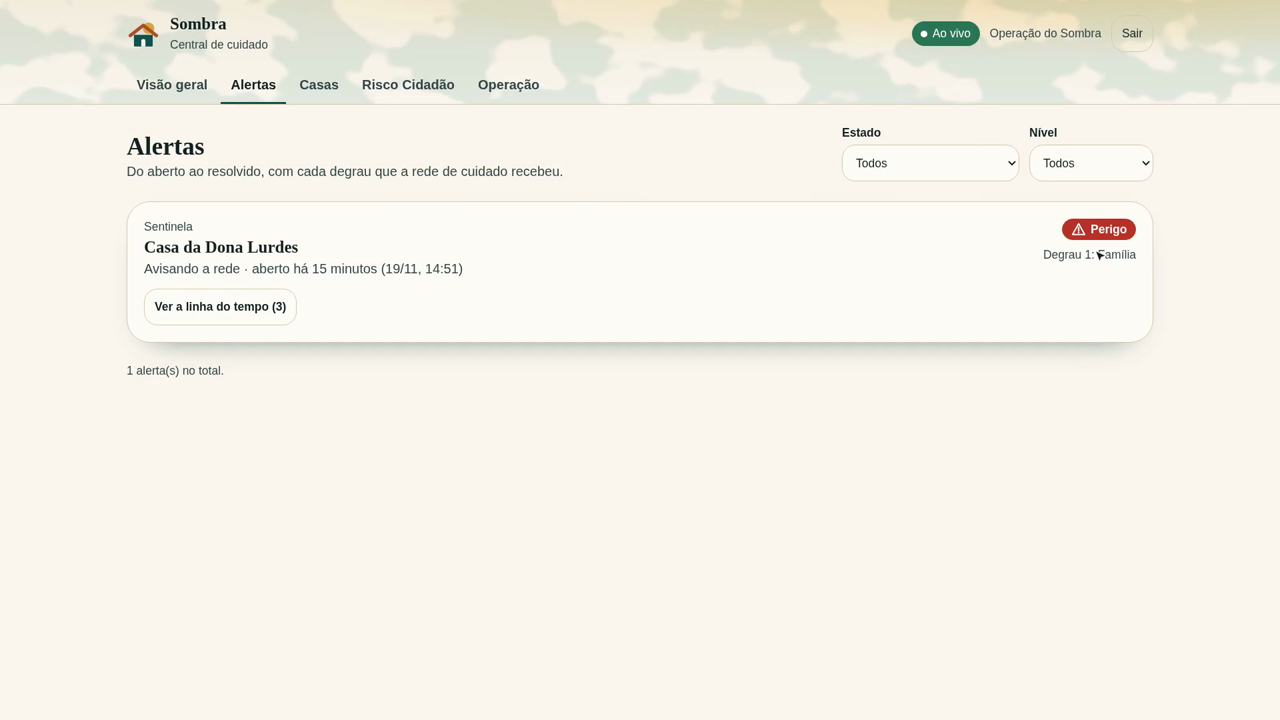 Sombra
Central de cuidado
Ao vivo
Operação do Sombra
Sair
Visão geral
Alertas
Casas
Risco Cidadão
Operação
Alertas
Do aberto ao resolvido, com cada degrau que a rede de cuidado recebeu.
Estado
Todos
Nível
Todos
Sentinela
Casa da Dona Lurdes
Avisando a rede · aberto há 15 minutos (19/11, 14:51)
Perigo
Degrau 1: Família
Ver a linha do tempo (3)
1 alerta(s) no total.